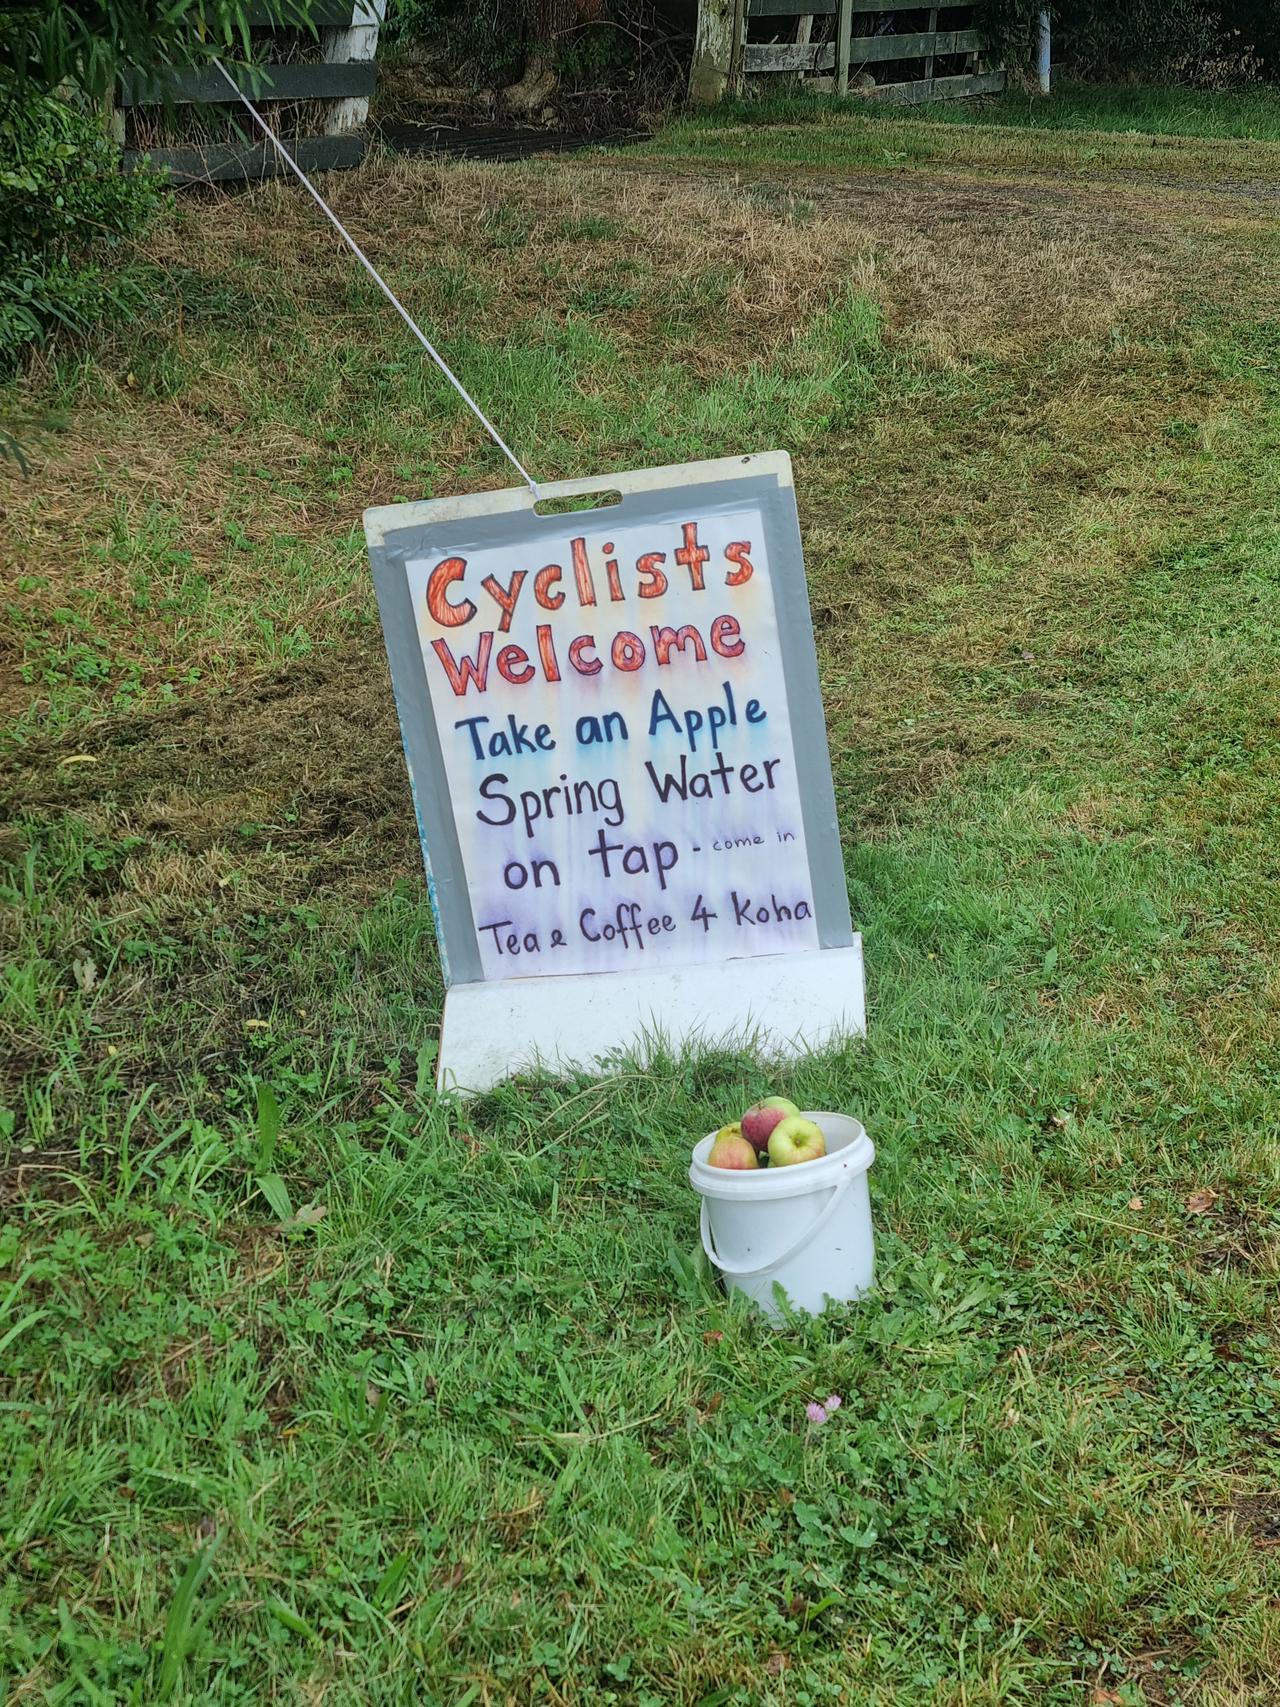 Cyclists
Welcome
Take an Apple
Spring Water
on tap - come in
Tea & Coffee 4 Koha